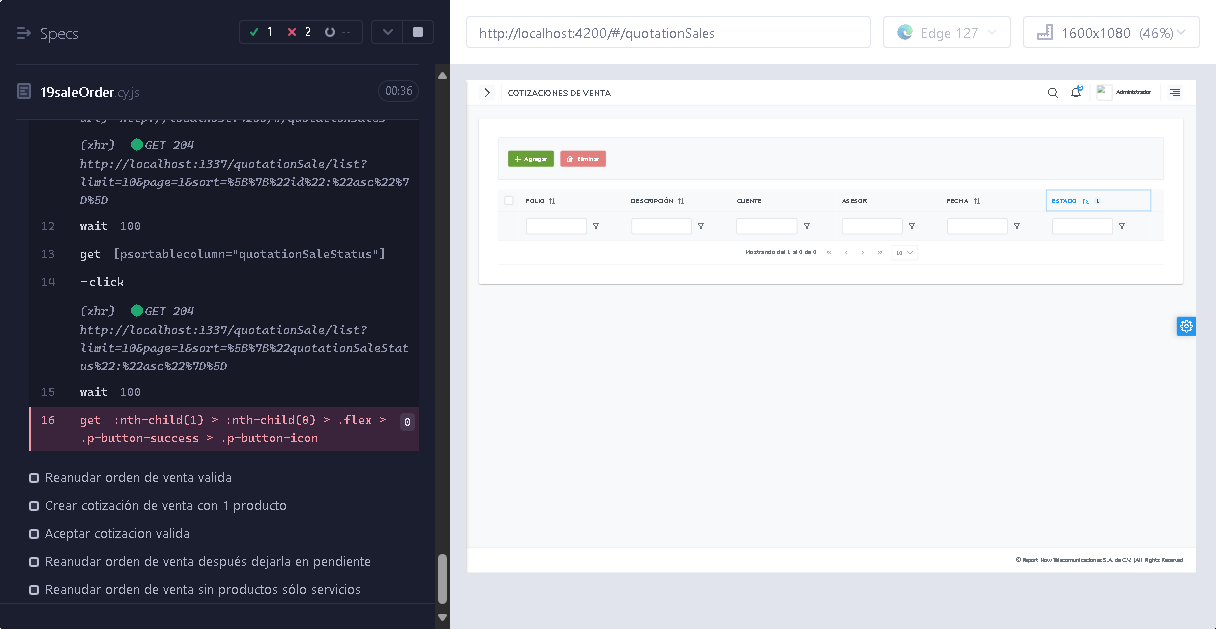 Specs
1
2
--
19saleOrder.cy.js
00:36
(xhr) GET 204
http://localhost:1337/quotationSale/list?
limit=10&page=1&sort=%5B%7B%22id%22:%22asc%22%7
D%5D
12 wait 100
13 get [psortablecolumn="quotationSaleStatus"]
14 -click
(xhr) GET 204
http://localhost:1337/quotationSale/list?
limit=10&page=1&sort=%5B%7B%22quotationSaleStat
us%22:%22asc%22%7D%5D
15 wait 100
16 get :nth-child(1) > :nth-child(0) > .flex >
.p-button-success > .p-button-icon
0
Reanudar orden de venta valida
Crear cotización de venta con 1 producto
Aceptar cotizacion valida
Reanudar orden de venta después dejarla en pendiente
Reanudar orden de venta sin productos sólo servicios
http://localhost:4200/#/quotationSales
Edge 127
1600x1080 (46%)
COTIZACIONES DE VENTA
Administrador
Agregar
Eliminar
FOLIO
DESCRIPCIÓN
CLIENTE
ASESOR
FECHA
ESTADO
1
Mostrando del 1 al 0 de 0
10
© Report Now Telecomunicaciones S.A. de C.V. | All Rights Reserved